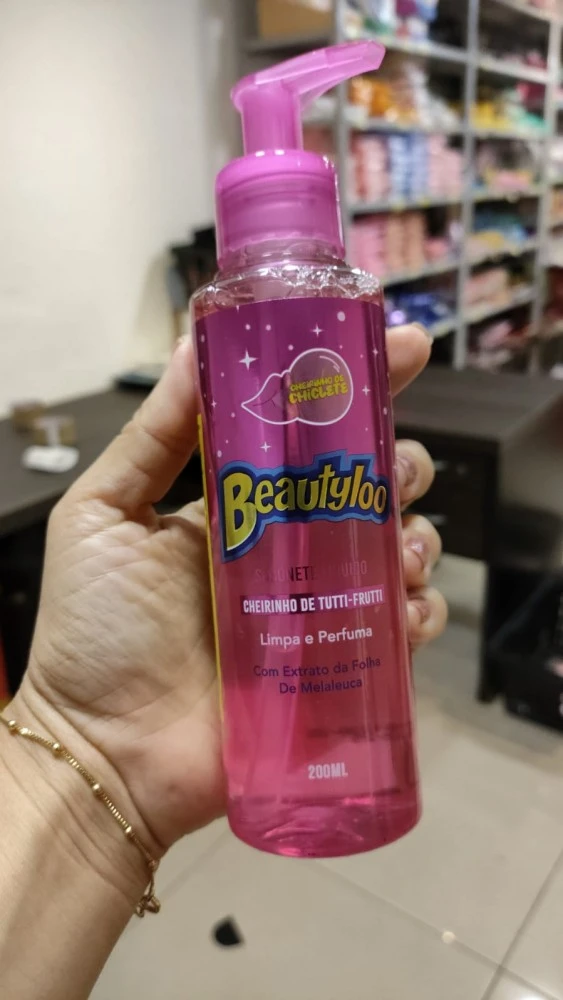 CHEIRINHO DE
CHICLETE
Beautyloo
CHEIRINHO DE TUTTI-FRUTTI
Limpa e Perfuma
Com Extrato da Folha
De Melaleuca
200ML